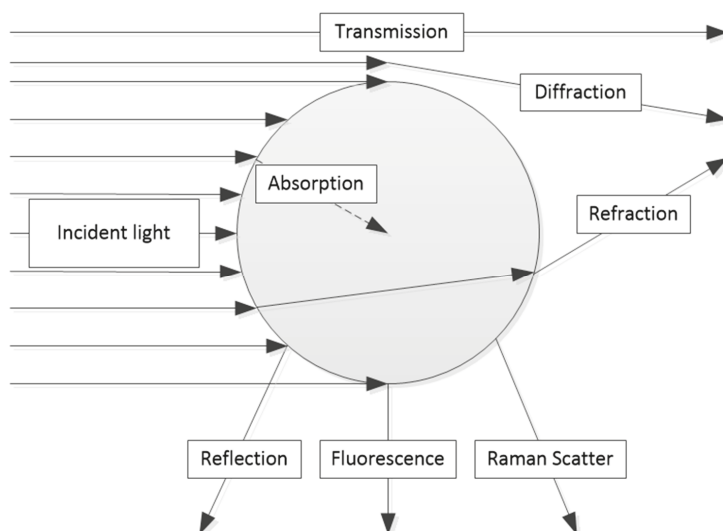 Transmission
Diffraction
Absorption
Refraction
Incident light
Reflection
Fluorescence
Raman Scatter